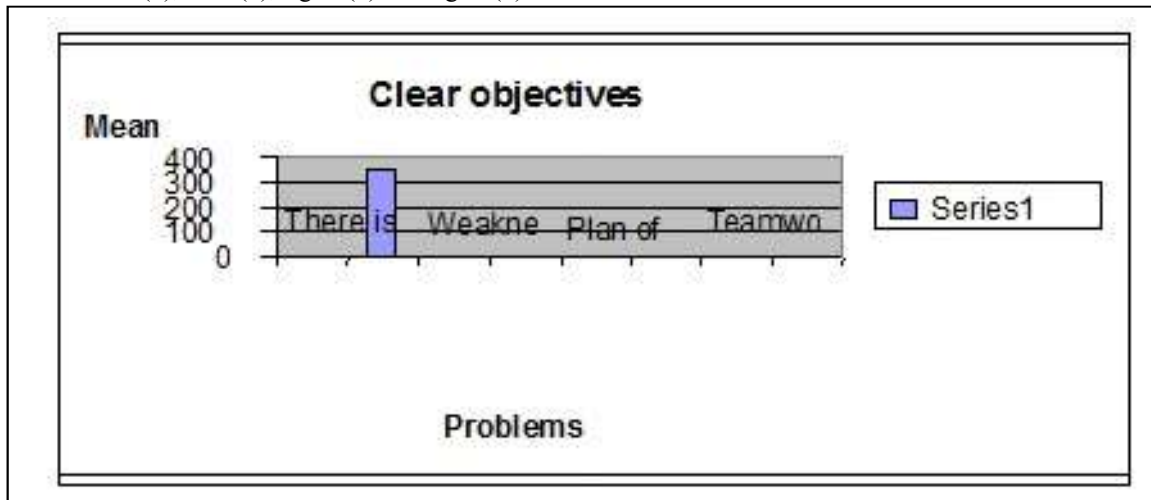 Clear objectives
Mean
400
300
200
100
0
There is
Weakne
Plan of
Teamwo
Series1
Problems